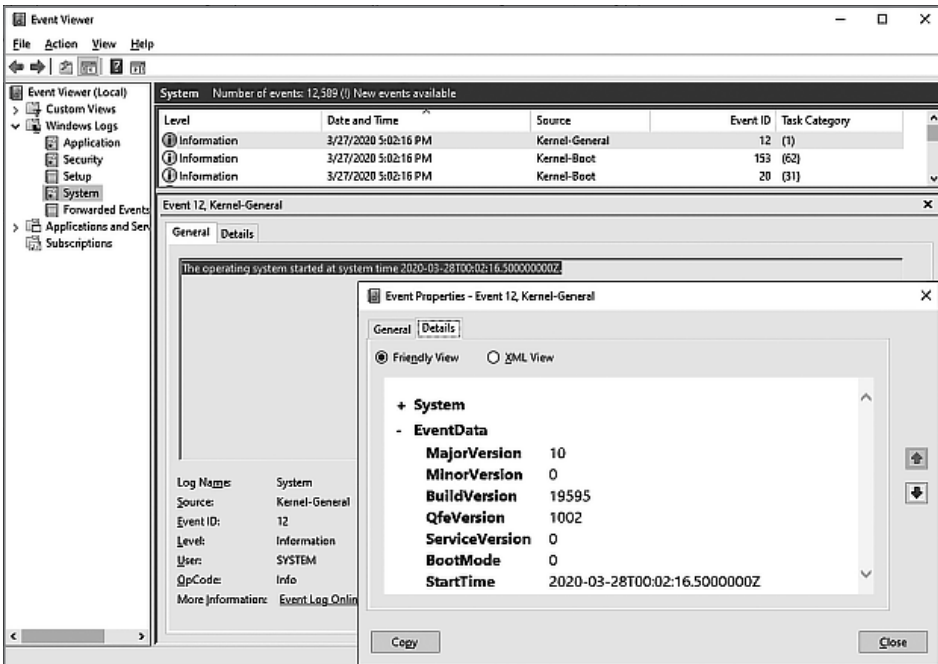 Event Viewer
File Action View Help
Event Viewer (Local)
Custom Views
Windows Logs
Application
Security
Setup
System
Forwarded Events
Applications and Ser
Subscriptions
System Number of events: 12,589 (!) New events available
Level Date and Time Source Event ID Task Category
Information 3/27/2020 5:02:16 PM Kernel-General 12 (1)
Information 3/27/2020 5:02:16 PM Kernel-Boot 153 (62)
Information 3/27/2020 5:02:16 PM Kernel-Boot 20 (31)
Event 12, Kernel-General
General Details
The operating system started at system time 2020-03-28T00:02:16.500000000Z.
Log Name: System
Source: Kernel-General
Event ID: 12
Level: Information
User: SYSTEM
OpCode: Info
More Information: Event Log Onlin
Event Properties - Event 12, Kernel-General
General Details
Friendly View XML View
+ System
- EventData
MajorVersion 10
MinorVersion 0
BuildVersion 19595
QfeVersion 1002
ServiceVersion 0
BootMode 0
StartTime 2020-03-28T00:02:16.5000000Z
Copy Close